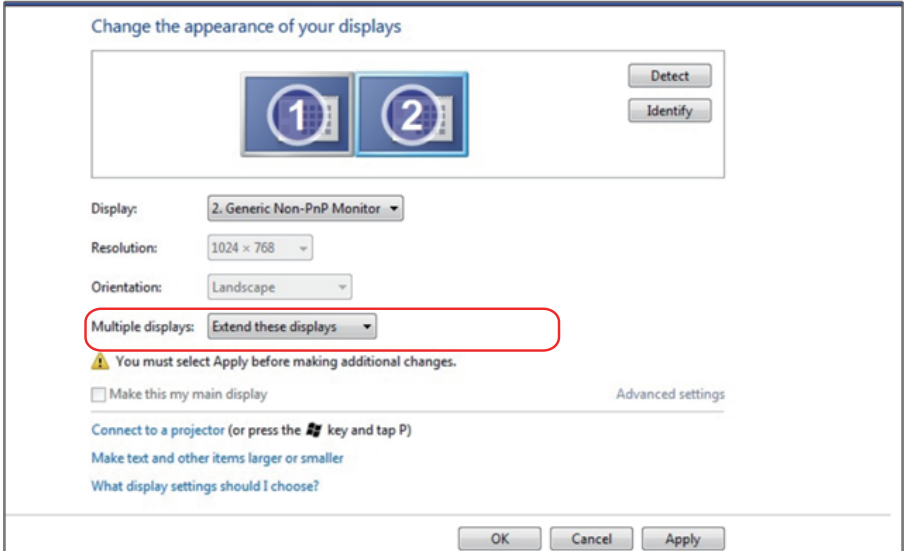 Change the appearance of your displays
1
2
Detect
Identify
Display:
2. Generic Non-PnP Monitor
Resolution:
1024 × 768
Orientation:
Landscape
Multiple displays:
Extend these displays
You must select Apply before making additional changes.
Make this my main display
Advanced settings
Connect to a projector (or press the key and tap P)
Make text and other items larger or smaller
What display settings should I choose?
OK
Cancel
Apply